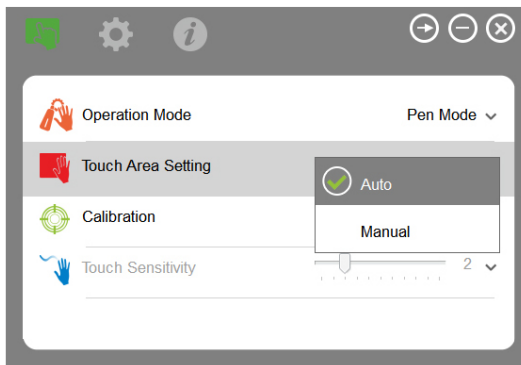 Operation Mode Pen Mode
Touch Area Setting
Auto
Calibration
Manual
Touch Sensitivity 2